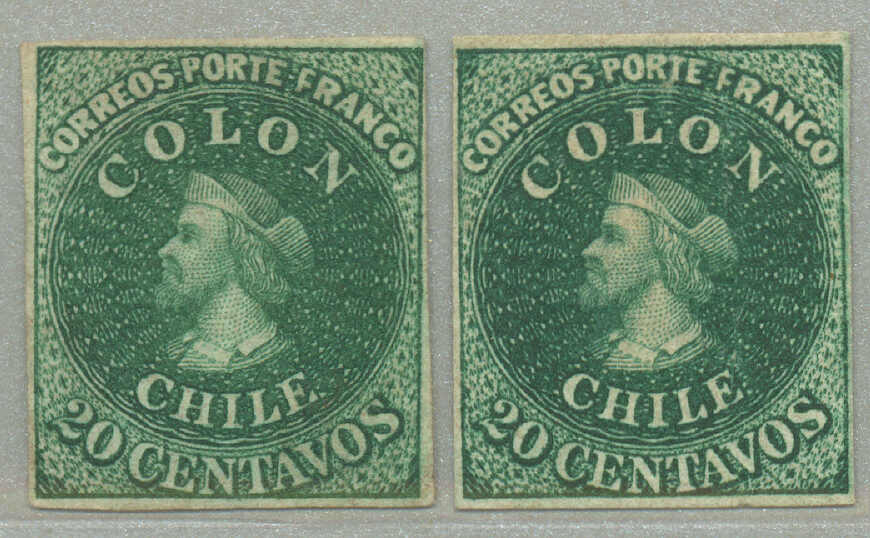 CORREOS PORTE FRANCO
COLON
CHILE
20 CENTAVOS
CORREOS PORTE FRANCO
COLON
CHILE
20 CENTAVOS